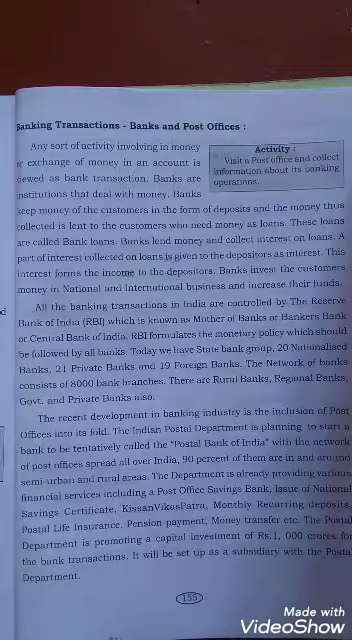 Banking Transactions - Banks and Post Offices :
Any sort of activity involving in money
or exchange of money in an account is
viewed as bank transaction. Banks are
institutions that deal with money. Banks
Activity :
Visit a Post office and collect
information about its banking
operations.
keep money of the customers in the form of deposits and the money thus
collected is lent to the customers who need money as loans. These loans
are called Bank loans. Banks lend money and collect interest on loans. A
part of interest collected on loans is given to the depositors as interest. This
interest forms the income to the depositors. Banks invest the customers
money in National and International business and increase their funds.
All the banking transactions in India are controlled by The Reserve
Bank of India (RBI) which is known as Mother of Banks or Bankers Bank
or Central Bank of India. RBI formulates the monetary policy which should
be followed by all banks. Today we have State bank group, 20 Nationalised
Banks, 21 Private Banks and 19 Foreign Banks. The Network of banks
consists of 8000 bank branches. There are Rural Banks, Regional Banks,
Govt. and Private Banks also.
The recent development in banking industry is the inclusion of Post
Offices into its fold. The Indian Postal Department is planning to start a
bank to be tentatively called the "Postal Bank of India" with the network
of post offices spread all over India, 90 percent of them are in and around
semi-urban and rural areas. The Department is already providing various
financial services including a Post Office Savings Bank, Issue of National
Savings Certificate, KissanVikasPatra, Monthly Recurring deposits,
Postal Life Insurance, Pension payment, Money transfer etc. The Postal
Department is promoting a capital investment of Rs.1, 000 crores for
the bank transactions. It will be set up as a subsidiary with the Posta
Department.
185
Made with
VideoShow